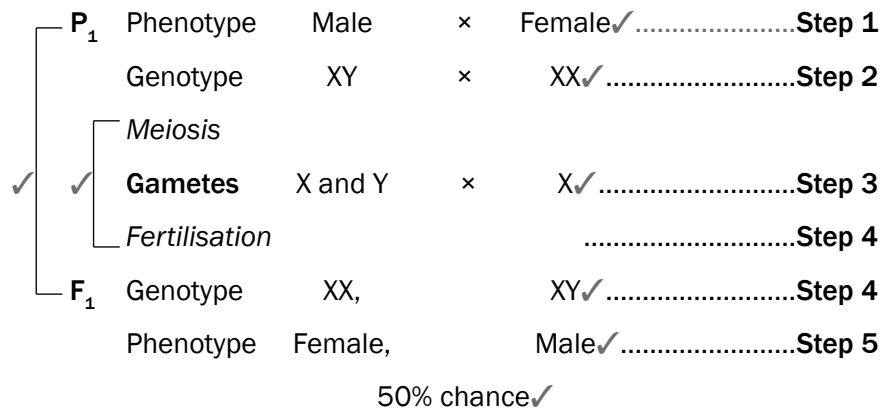 P₁ Phenotype Male × Female✓......................Step 1
Genotype XY × XX✓..........................Step 2
Meiosis
✓ ✓ Gametes X and Y × X✓...........................Step 3
Fertilisation .............................Step 4
F₁ Genotype XX, XY✓..........................Step 4
Phenotype Female, Male✓........................Step 5
50% chance✓